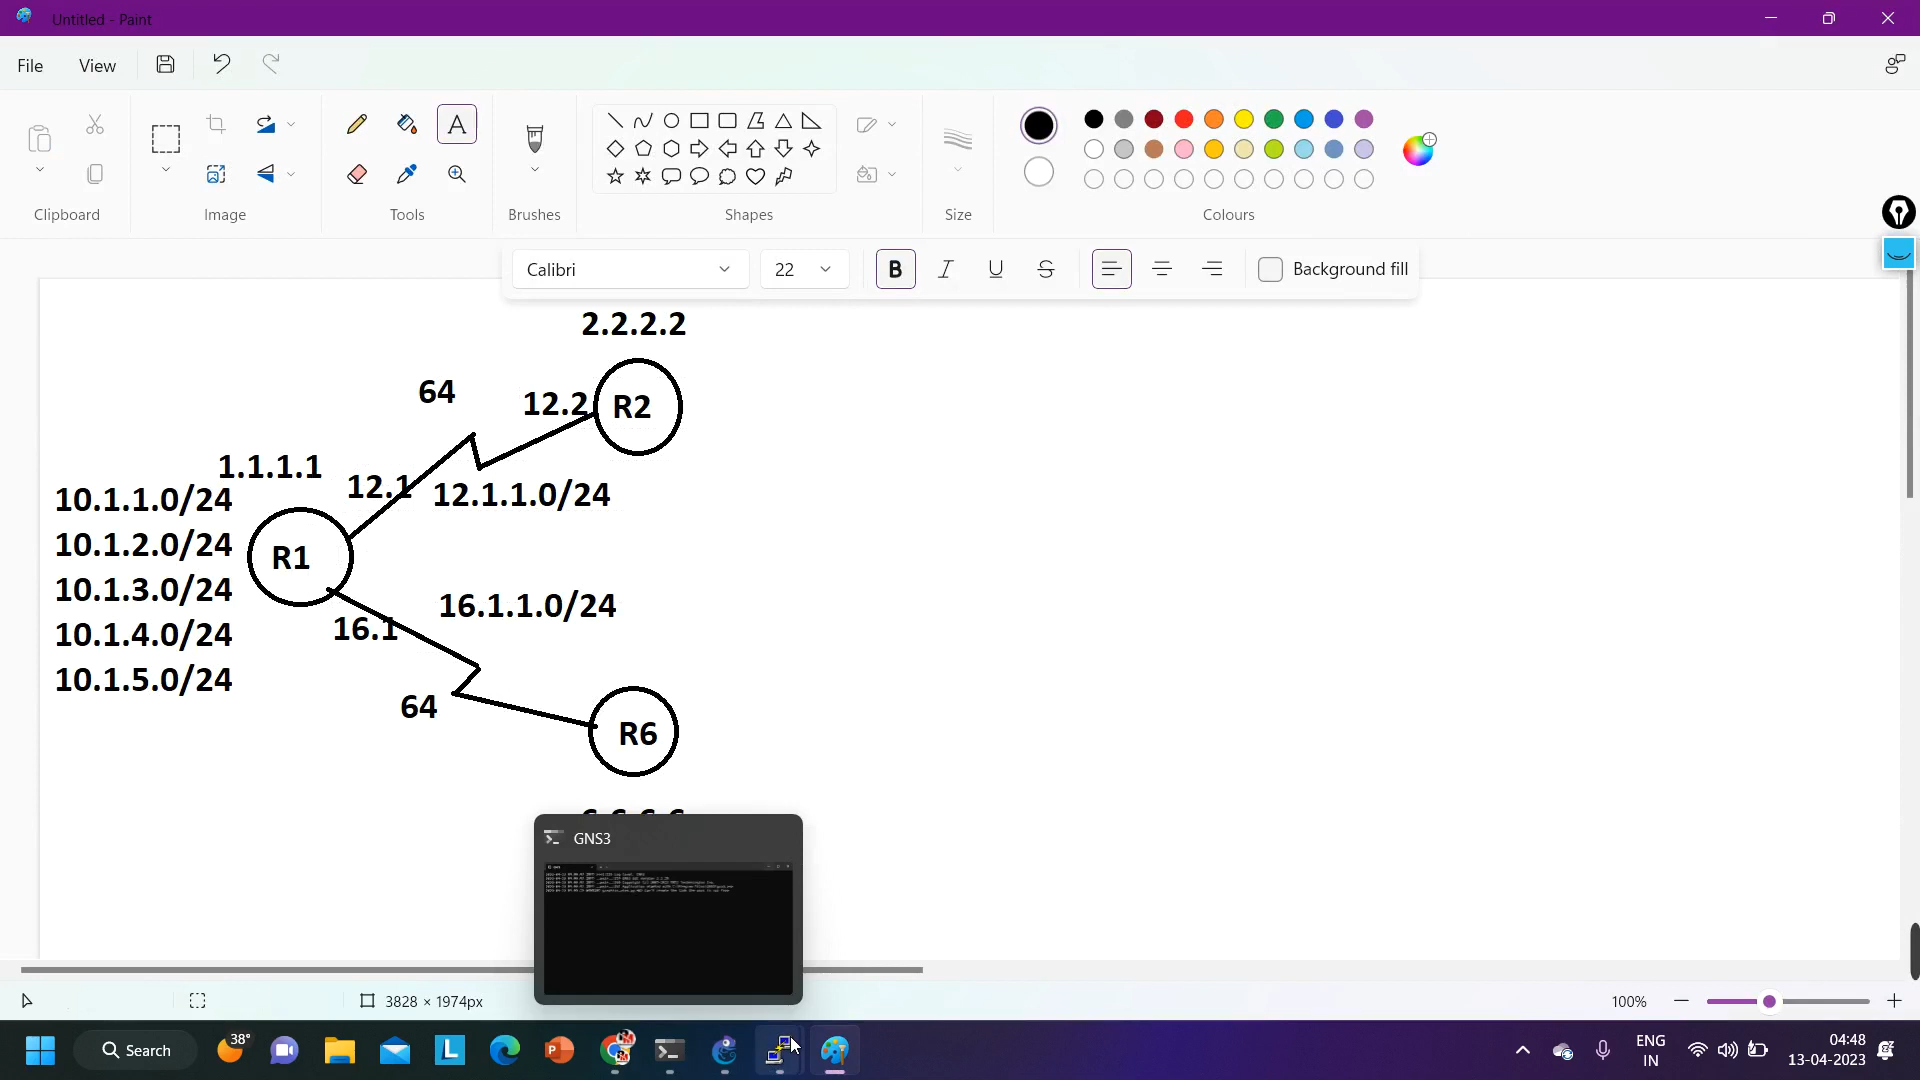 Untitled - Paint
File
View
Clipboard
Image
Tools
Brushes
Shapes
Size
Colours
Calibri
22
B
I
U
S
Background fill
2.2.2.2
64
12.2
R2
1.1.1.1
12.1
12.1.1.0/24
10.1.1.0/24
10.1.2.0/24
R1
10.1.3.0/24
16.1.1.0/24
10.1.4.0/24
16.1
10.1.5.0/24
64
R6
GNS3
3828 × 1974px
100%
Search
38°
ENG
IN
04:48
13-04-2023